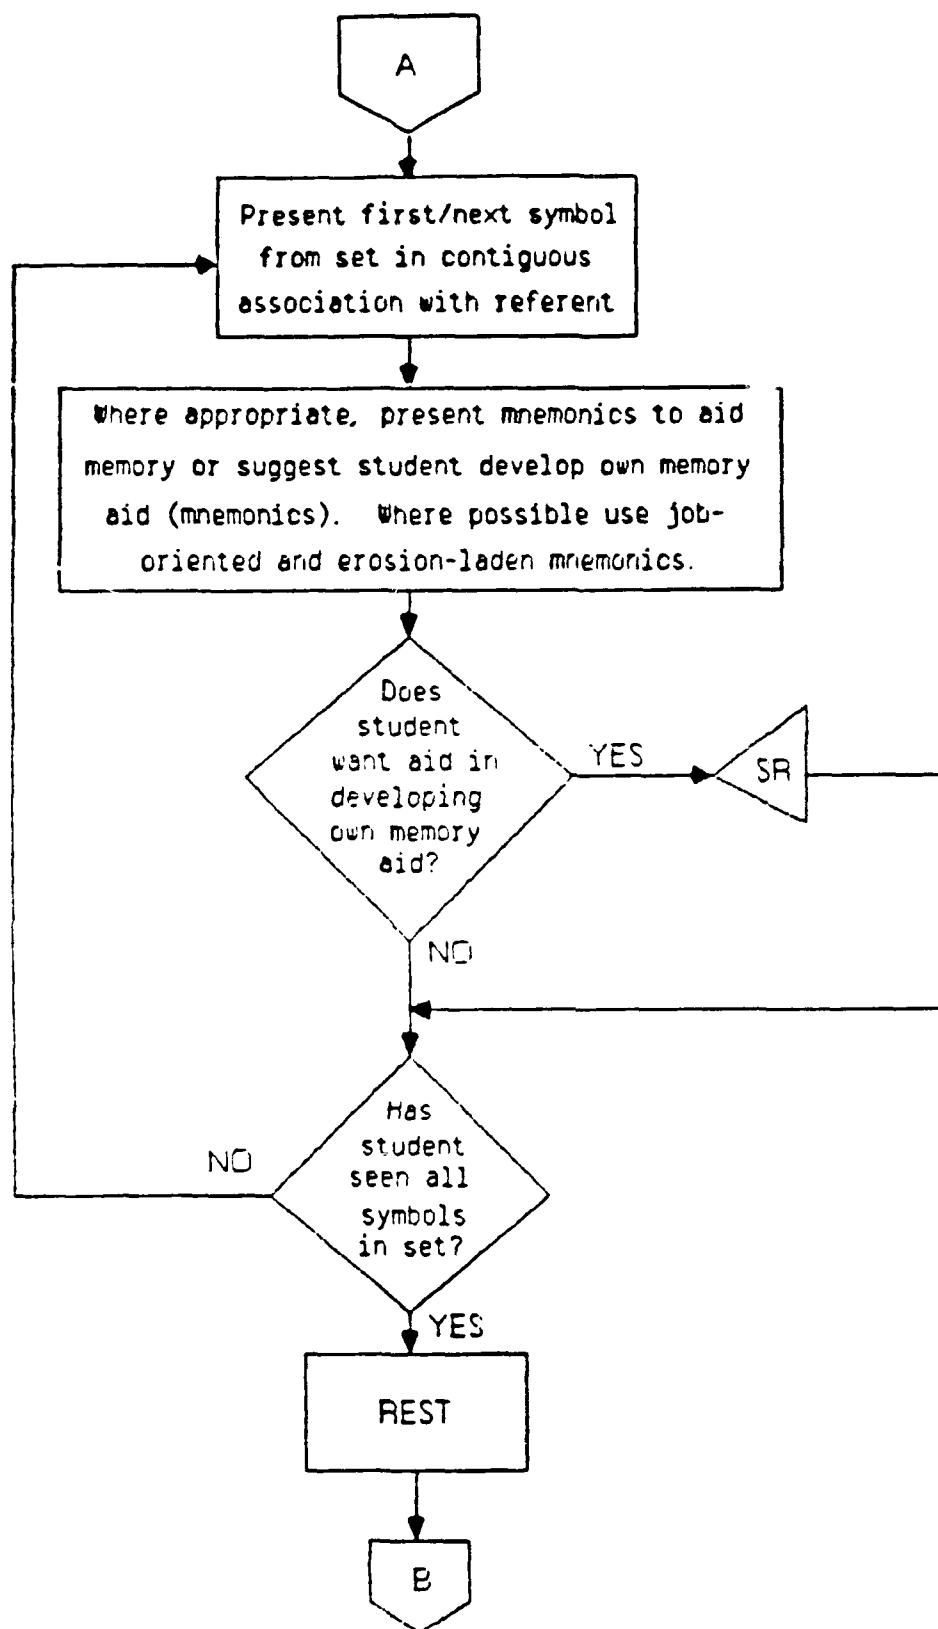 A
Present first/next symbol
from set in contiguous
association with referent
Where appropriate, present mnemonics to aid
memory or suggest student develop own memory
aid (mnemonics). Where possible use job-
oriented and erosion-laden mnemonics.
Does
student
want aid in
developing
own memory
aid?
YES
SR
NO
Has
student
seen all
symbols
in set?
NO
YES
REST
B